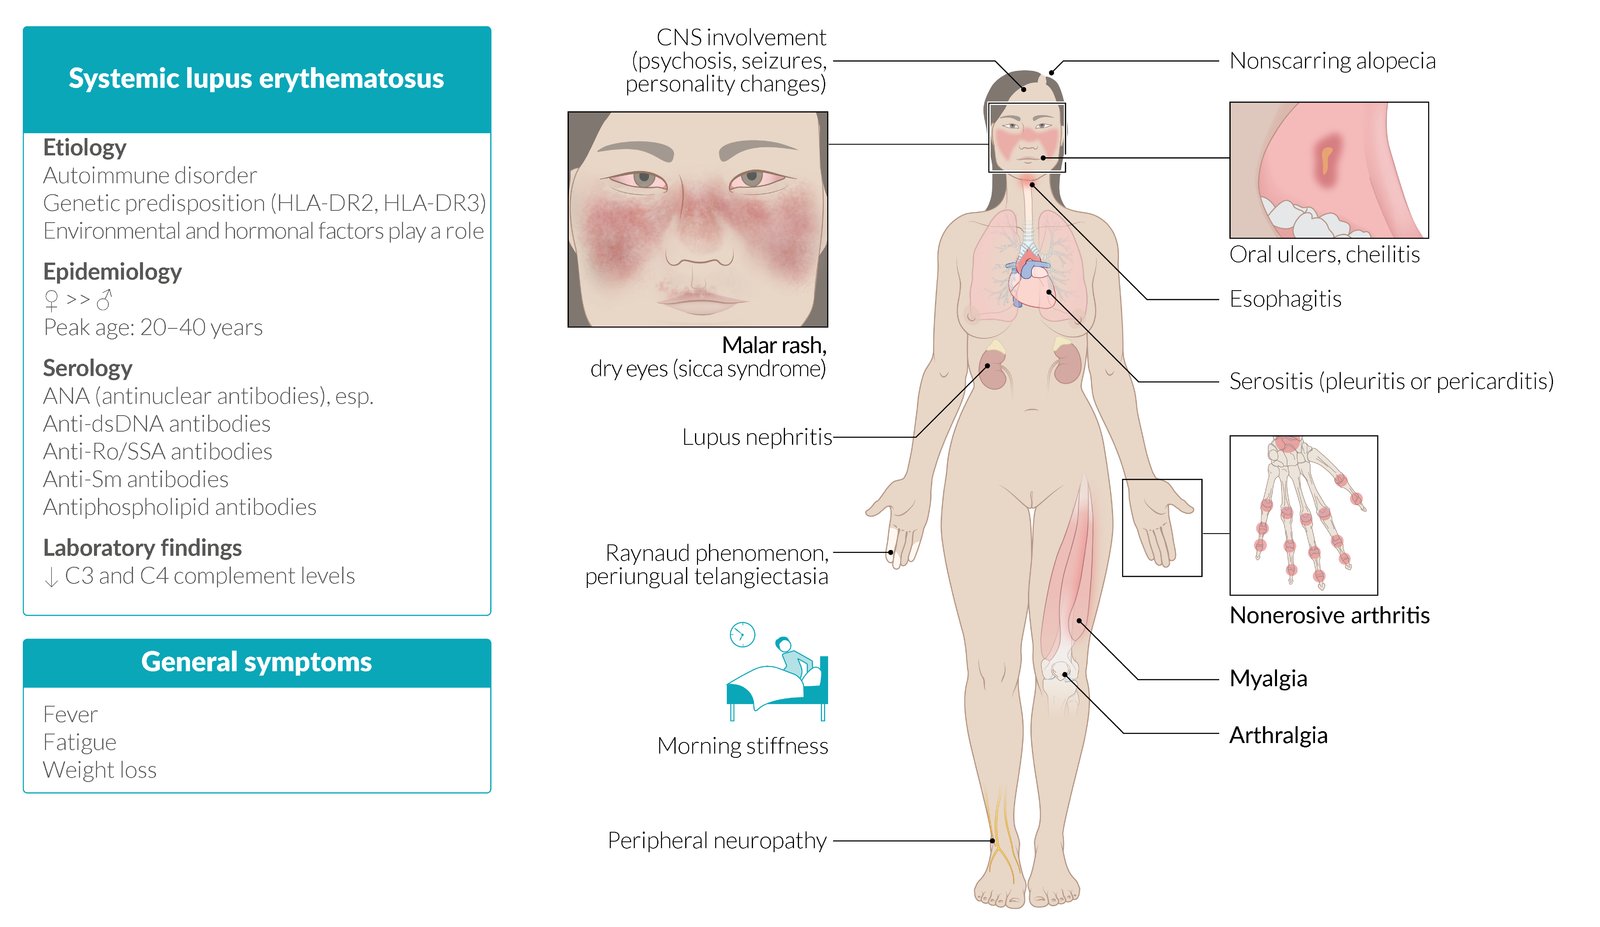 Systemic lupus erythematosus
Etiology
Autoimmune disorder
Genetic predisposition (HLA-DR2, HLA-DR3)
Environmental and hormonal factors play a role
Epidemiology
♀ >> ♂
Peak age: 20–40 years
Serology
ANA (antinuclear antibodies), esp.
Anti-dsDNA antibodies
Anti-Ro/SSA antibodies
Anti-Sm antibodies
Antiphospholipid antibodies
Laboratory findings
↓ C3 and C4 complement levels
General symptoms
Fever
Fatigue
Weight loss
CNS involvement
(psychosis, seizures,
personality changes)
Malar rash,
dry eyes (sicca syndrome)
Lupus nephritis
Raynaud phenomenon,
periungual telangiectasia
Morning stiffness
Peripheral neuropathy
Nonscarring alopecia
Oral ulcers, cheilitis
Esophagitis
Serositis (pleuritis or pericarditis)
Nonerosive arthritis
Myalgia
Arthralgia